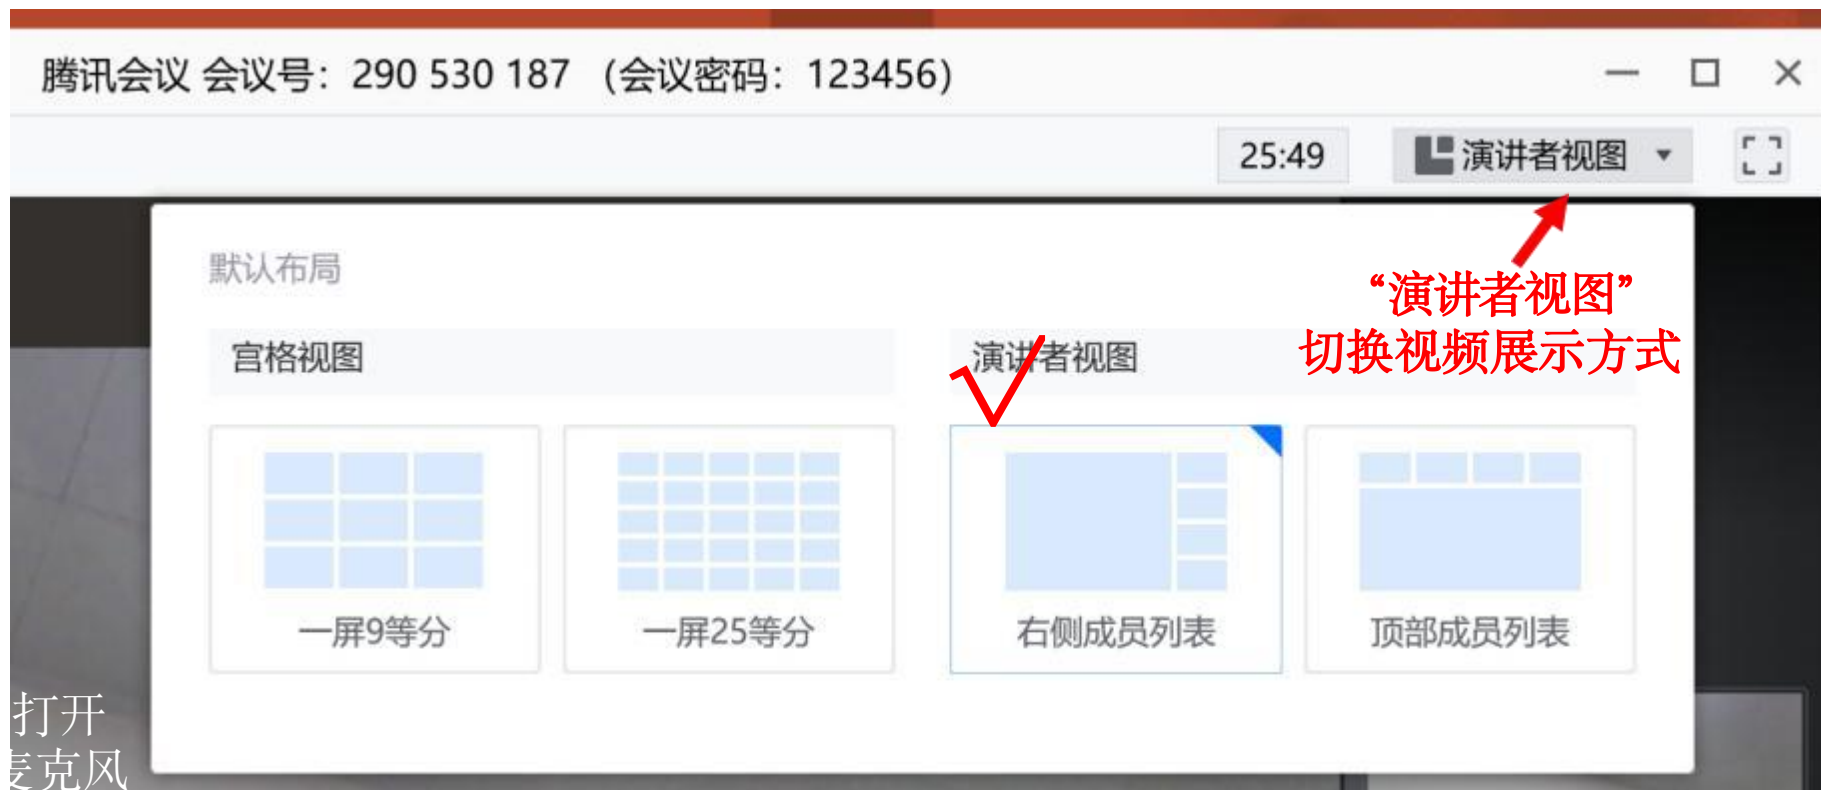 腾讯会议 会议号：290 530 187 （会议密码：123456）
25:49
演讲者视图
默认布局
“演讲者视图”
切换视频展示方式
宫格视图
演讲者视图
一屏9等分
一屏25等分
右侧成员列表
顶部成员列表
打开
麦克风